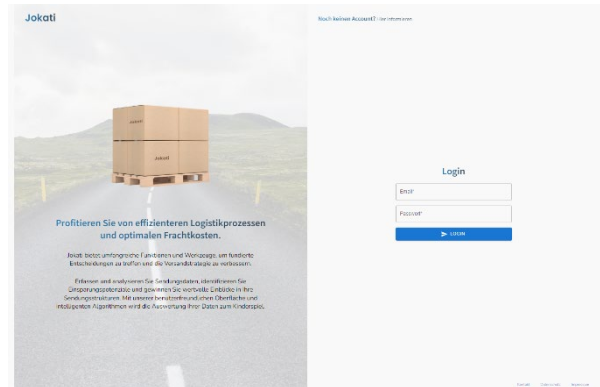 Jokati
Noch keinen Account? Hier informieren
Jokati
Jokati
Profitieren Sie von effizienteren Logistikprozessen
und optimalen Frachtkosten.
Jokati bietet umfangreiche Funktionen und Werkzeuge, um fundierte
Entscheidungen zu treffen und die Versandstrategie zu verbessern.
Erfassen und analysieren Sie Sendungsdaten, identifizieren Sie
Einsparungspotenziale und gewinnen Sie wertvolle Einblicke in Ihre
Sendungsstrukturen. Mit unserer benutzerfreundlichen Oberfläche und
intelligenten Algorithmen wird die Auswertung Ihrer Daten zum Kinderspiel.
Login
Email*
Passwort*
LOGIN
Kontakt Datenschutz Impressum